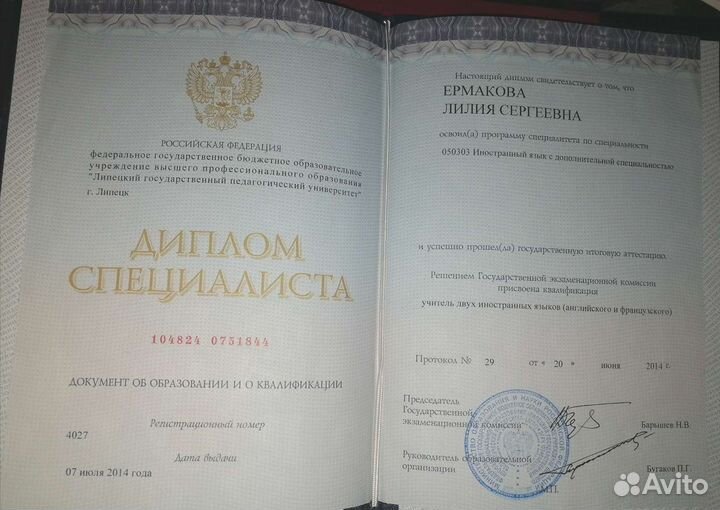 РОССИЙСКАЯ ФЕДЕРАЦИЯ
федеральное государственное бюджетное образовательное
учреждение высшего профессионального образования
"Липецкий государственный педагогический университет"
г. Липецк
ДИПЛОМ
СПЕЦИАЛИСТА
104824 0751844
ДОКУМЕНТ ОБ ОБРАЗОВАНИИ И О КВАЛИФИКАЦИИ
Регистрационный номер
4027
Дата выдачи
07 июля 2014 года
Настоящий диплом свидетельствует о том, что
ЕРМАКОВА
ЛИЛИЯ СЕРГЕЕВНА
освоил(а) программу специалитета по специальности
050303 Иностранный язык с дополнительной специальностью
и успешно прошел(ла) государственную итоговую аттестацию
Решением Государственной экзаменационной комиссии
присвоена квалификация
учитель двух иностранных языков (английского и французского)
Протокол № 29 от « 20 » июня 2014 г.
Председатель
Государственной
экзаменационной комиссии
Барышев Н.В.
Руководитель образовательной
организации
Бугаков П.Г.
М.П.
Avito